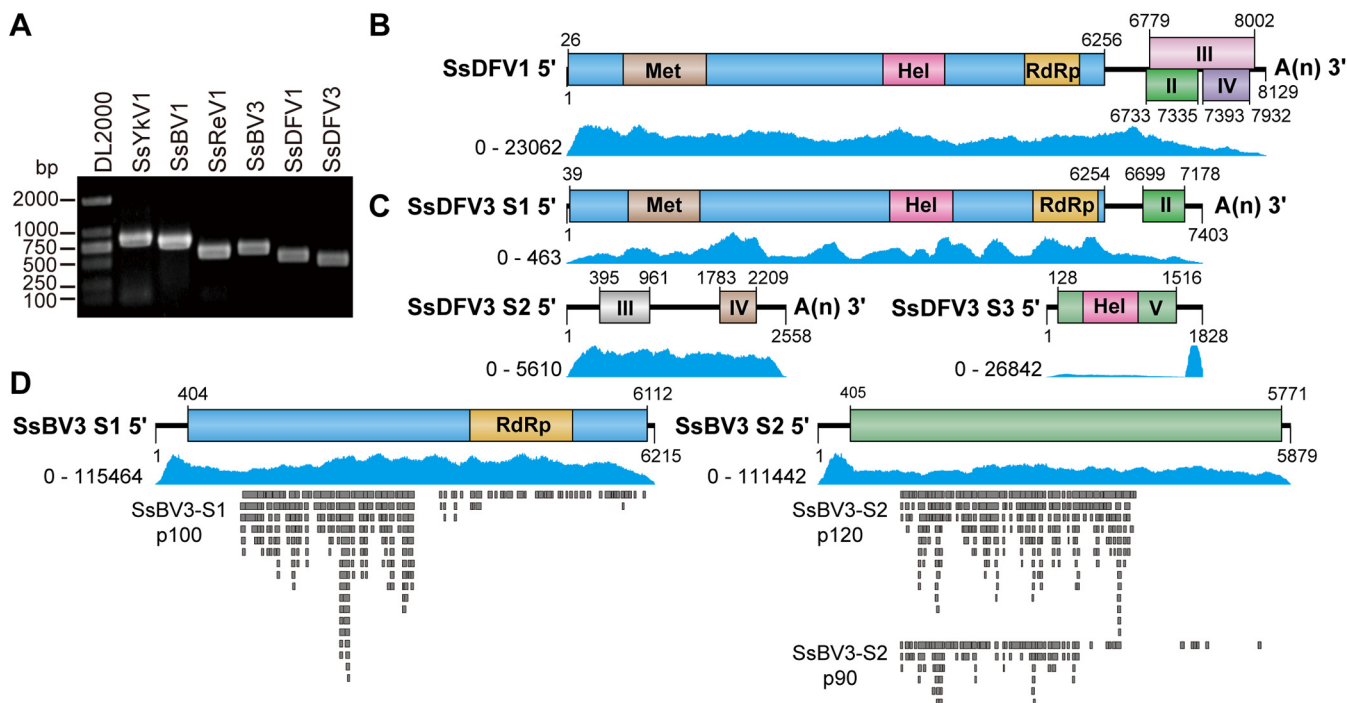 A
bp
DL2000
SsYkV1
SsBV1
SsReV1
SsBV3
SsDFV1
SsDFV3
2000
1000
750
500
250
100
B
SsDFV1 5'
26
6256
6779
8002
Met
Hel
RdRp
III
II
IV
A(n) 3'
1
6733
7335
7393
7932
8129
0 - 23062
C
SsDFV3 S1 5'
39
6254
6699
7178
Met
Hel
RdRp
II
A(n) 3'
1
7403
0 - 463
SsDFV3 S2 5'
395
961
1783
2209
III
IV
A(n) 3'
1
2558
0 - 5610
SsDFV3 S3 5'
128
1516
Hel
V
1
1828
0 - 26842
D
SsBV3 S1 5'
404
6112
RdRp
1
6215
0 - 115464
SsBV3-S1
p100
SsBV3 S2 5'
405
5771
1
5879
0 - 111442
SsBV3-S2
p120
SsBV3-S2
p90